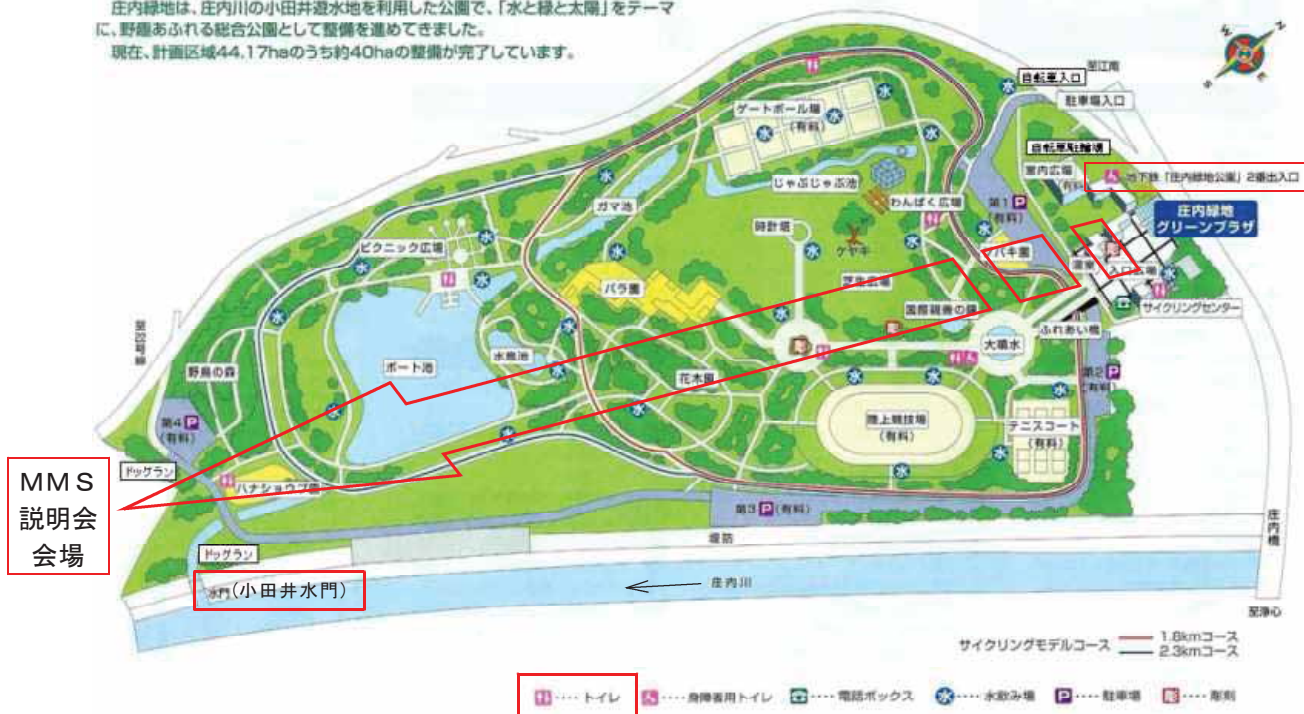 庄内緑地は、庄内川の小田井遊水地を利用した公園で、「水と緑と太陽」をテーマ
に、野趣あふれる総合公園として整備を進めてきました。
現在、計画区域44.17haのうち約40haの整備が完了しています。
N
E
S
自転車入口
至江南
駐車場入口
自転車駐輪場
案内広場
(有料)
地下鉄「庄内緑地公園」2番出入口
庄内緑地
グリーンプラザ
ゲートボール場
(有料)
じゃぶじゃぶ池
わんぱく広場
第1 P
(有料)
ガマ池
時計塔
ケヤキ
バキ園
入口広場
ピクニック広場
バラ園
芝生広場
国際親善の
サイクリングセンター
ふれあい橋
大噴水
至22号線
野鳥の森
ボート池
水鳥池
花木園
第2 P
(有料)
陸上競技場
(有料)
テニスコート
(有料)
第4 P
(有料)
ドッグラン
MMS
説明会
会場
ハナショウブ園
第3 P (有料)
堤防
庄内橋
ドッグラン
水門(小田井水門)
庄内川
至浄心
サイクリングモデルコース
1.8kmコース
2.3kmコース
‥‥トイレ
‥‥身障者用トイレ
‥‥電話ボックス
水‥‥水飲み場
P‥‥駐車場
彫‥‥彫刻